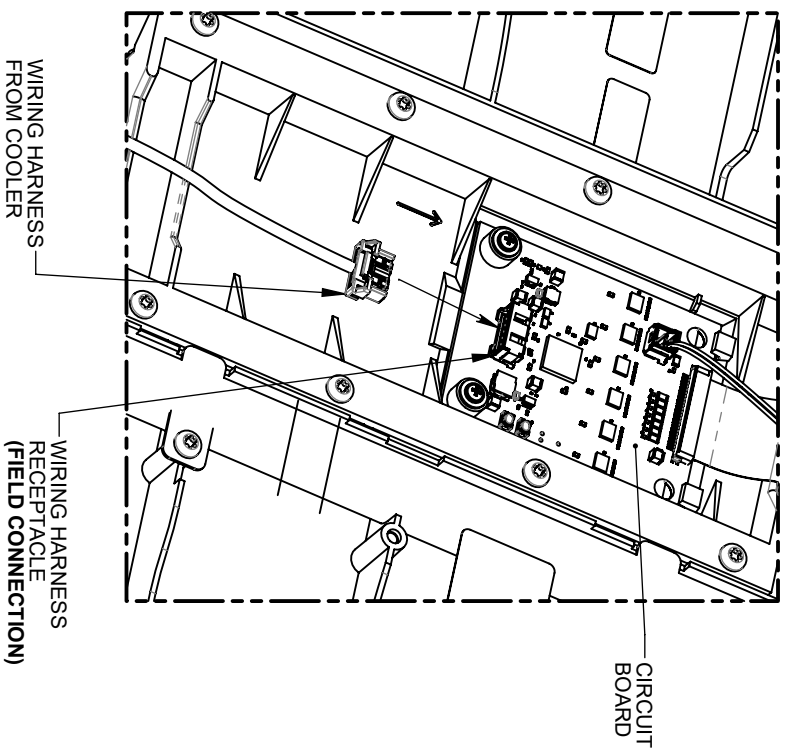 WIRING HARNESS
FROM COOLER
WIRING HARNESS
RECEPTACLE
(FIELD CONNECTION)
CIRCUIT
BOARD